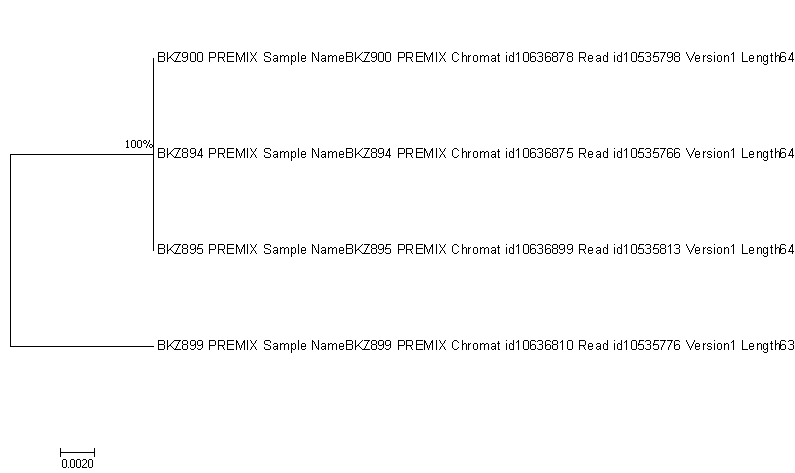 BKZ900 PREMIX Sample NameBKZ900 PREMIX Chromat id10636878 Read id10535798 Version1 Length64
100%
BKZ894 PREMIX Sample NameBKZ894 PREMIX Chromat id10636875 Read id10535766 Version1 Length64
BKZ895 PREMIX Sample NameBKZ895 PREMIX Chromat id10636899 Read id10535813 Version1 Length64
BKZ899 PREMIX Sample NameBKZ899 PREMIX Chromat id10636810 Read id10535776 Version1 Length63
0.0020